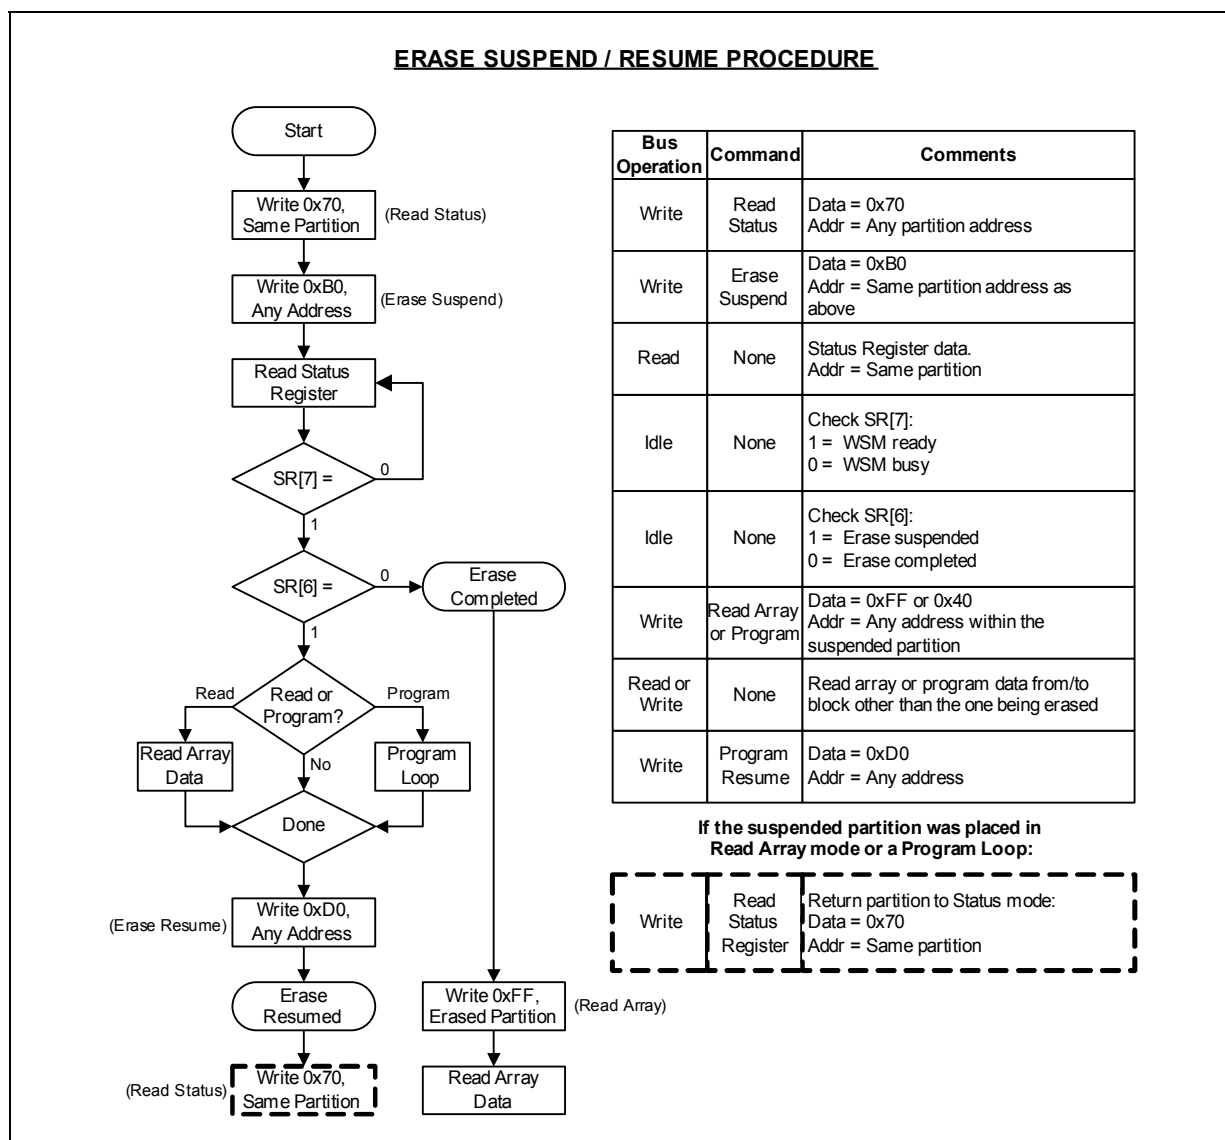 ERASE SUSPEND / RESUME PROCEDURE
Start
Write 0x70,
Same Partition
(Read Status)
Write 0xB0,
Any Address
(Erase Suspend)
Read Status
Register
SR[7] =
0
1
SR[6] =
0
Erase
Completed
1
Read
Read or
Program?
Program
Read Array
Data
No
Program
Loop
Done
(Erase Resume)
Write 0xD0,
Any Address
Erase
Resumed
Write 0xFF,
Erased Partition
(Read Array)
(Read Status)
Write 0x70,
Same Partition
Read Array
Data
Bus
Operation
Command
Comments
Write
Read
Status
Data = 0x70
Addr = Any partition address
Write
Erase
Suspend
Data = 0xB0
Addr = Same partition address as
above
Read
None
Status Register data.
Addr = Same partition
Idle
None
Check SR[7]:
1 = WSM ready
0 = WSM busy
Idle
None
Check SR[6]:
1 = Erase suspended
0 = Erase completed
Write
Read Array
or Program
Data = 0xFF or 0x40
Addr = Any address within the
suspended partition
Read or
Write
None
Read array or program data from/to
block other than the one being erased
Write
Program
Resume
Data = 0xD0
Addr = Any address
If the suspended partition was placed in
Read Array mode or a Program Loop:
Write
Read
Status
Register
Return partition to Status mode:
Data = 0x70
Addr = Same partition